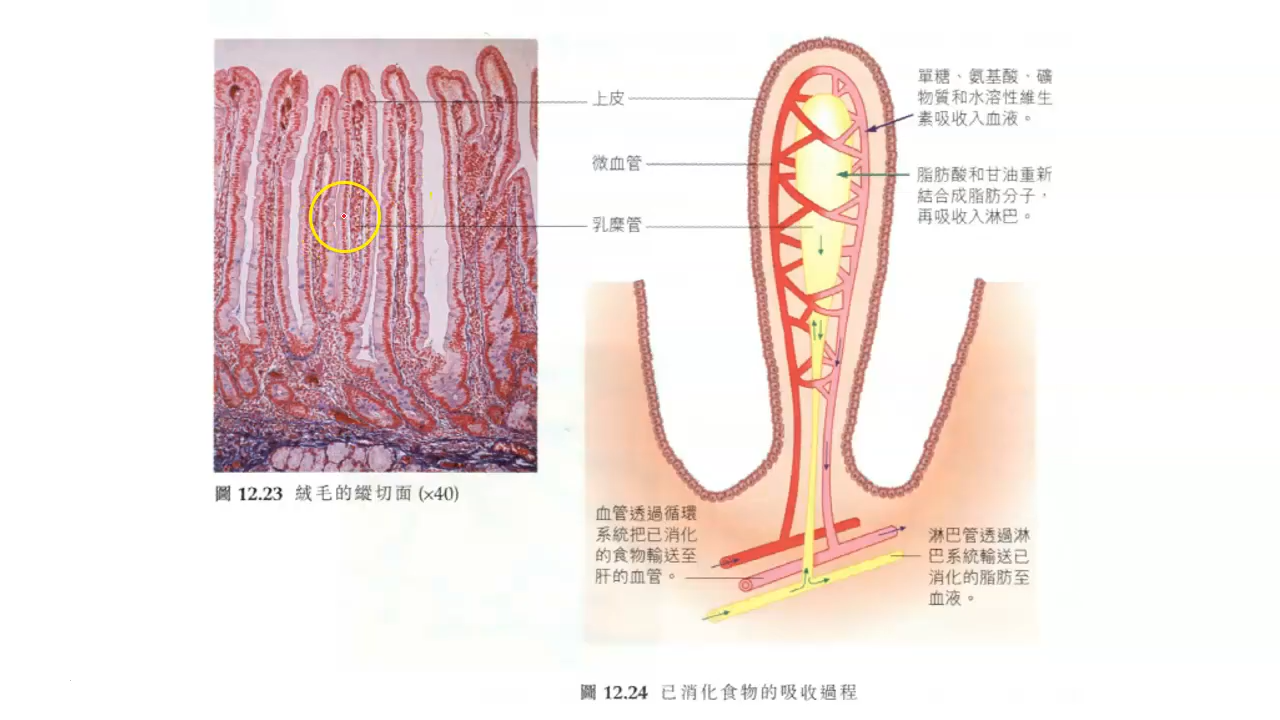 上皮
微血管
乳糜管
單糖、氨基酸、礦
物質和水溶性維生
素吸收入血液。
脂肪酸和甘油重新
結合成脂肪分子，
再吸收入淋巴。
圖 12.23 絨毛的縱切面 (×40)
血管透過循環
系統把已消化
的食物輸送至
肝的血管。
淋巴管透過淋
巴系統輸送已
消化的脂肪至
血液。
圖 12.24 已消化食物的吸收過程